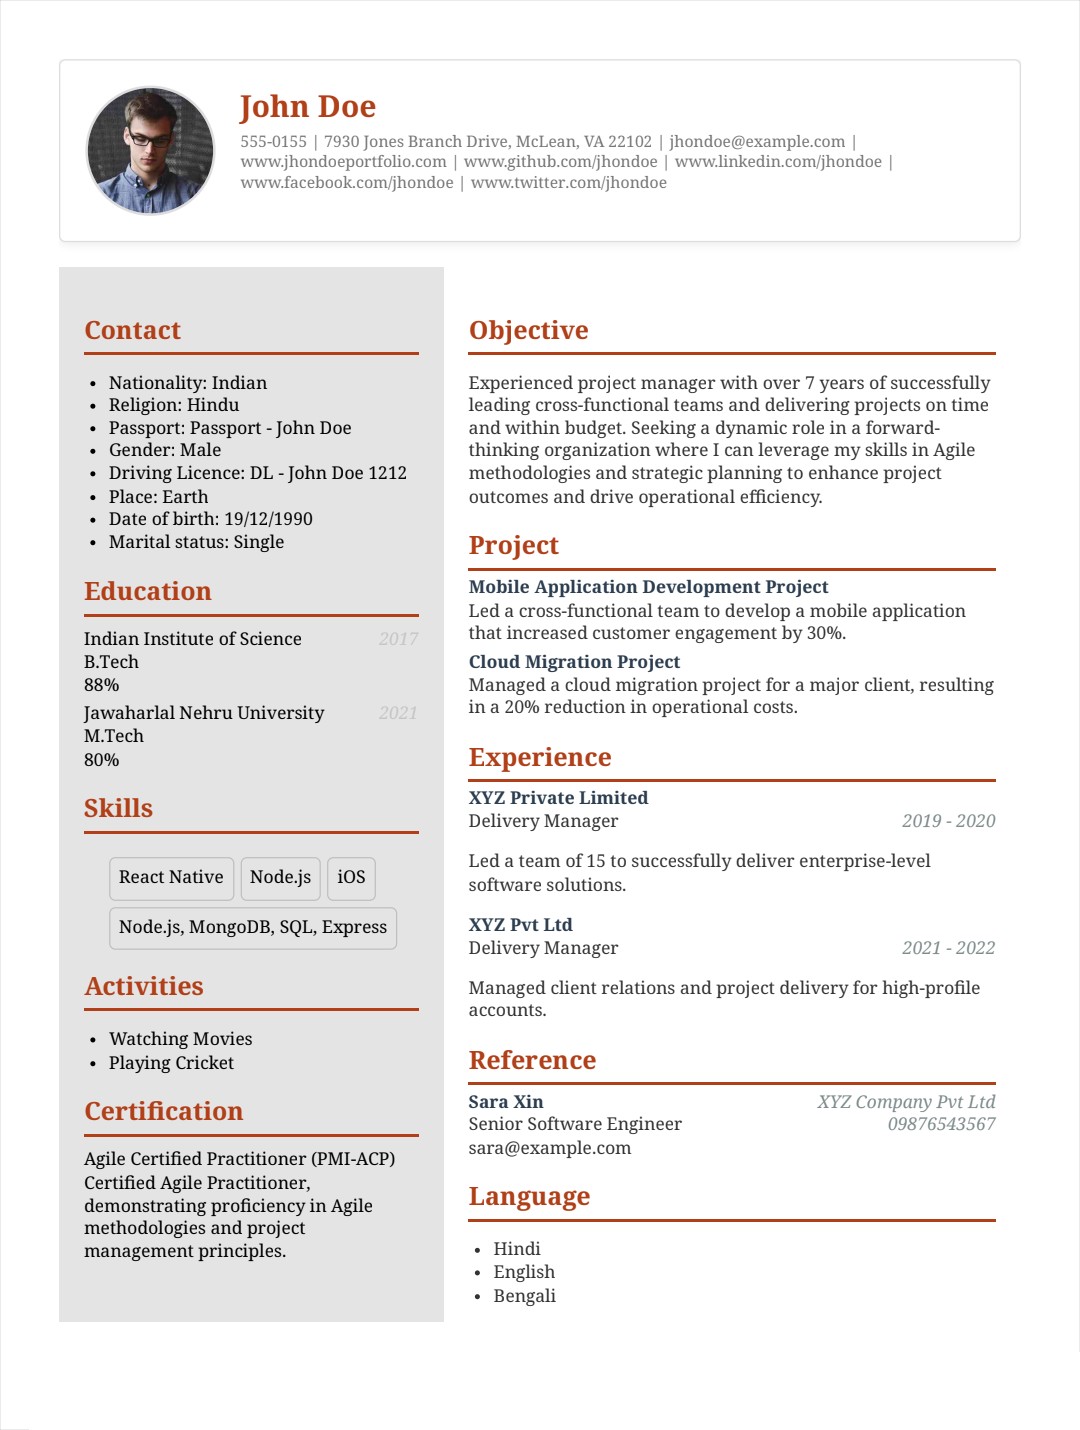 John Doe
555-0155 | 7930 Jones Branch Drive, McLean, VA 22102 | jhondoe@example.com |
www.jhondoeportfolio.com | www.github.com/jhondoe | www.linkedin.com/jhondoe |
www.facebook.com/jhondoe | www.twitter.com/jhondoe
Contact
• Nationality: Indian
• Religion: Hindu
• Passport: Passport - John Doe
• Gender: Male
• Driving Licence: DL - John Doe 1212
• Place: Earth
• Date of birth: 19/12/1990
• Marital status: Single
Education
Indian Institute of Science 2017
B.Tech
88%
Jawaharlal Nehru University 2021
M.Tech
80%
Skills
React Native Node.js iOS
Node.js, MongoDB, SQL, Express
Activities
• Watching Movies
• Playing Cricket
Certification
Agile Certified Practitioner (PMI-ACP)
Certified Agile Practitioner,
demonstrating proficiency in Agile
methodologies and project
management principles.
Objective
Experienced project manager with over 7 years of successfully
leading cross-functional teams and delivering projects on time
and within budget. Seeking a dynamic role in a forward-
thinking organization where I can leverage my skills in Agile
methodologies and strategic planning to enhance project
outcomes and drive operational efficiency.
Project
Mobile Application Development Project
Led a cross-functional team to develop a mobile application
that increased customer engagement by 30%.
Cloud Migration Project
Managed a cloud migration project for a major client, resulting
in a 20% reduction in operational costs.
Experience
XYZ Private Limited
Delivery Manager 2019 - 2020
Led a team of 15 to successfully deliver enterprise-level
software solutions.
XYZ Pvt Ltd
Delivery Manager 2021 - 2022
Managed client relations and project delivery for high-profile
accounts.
Reference
Sara Xin XYZ Company Pvt Ltd
Senior Software Engineer 09876543567
sara@example.com
Language
• Hindi
• English
• Bengali